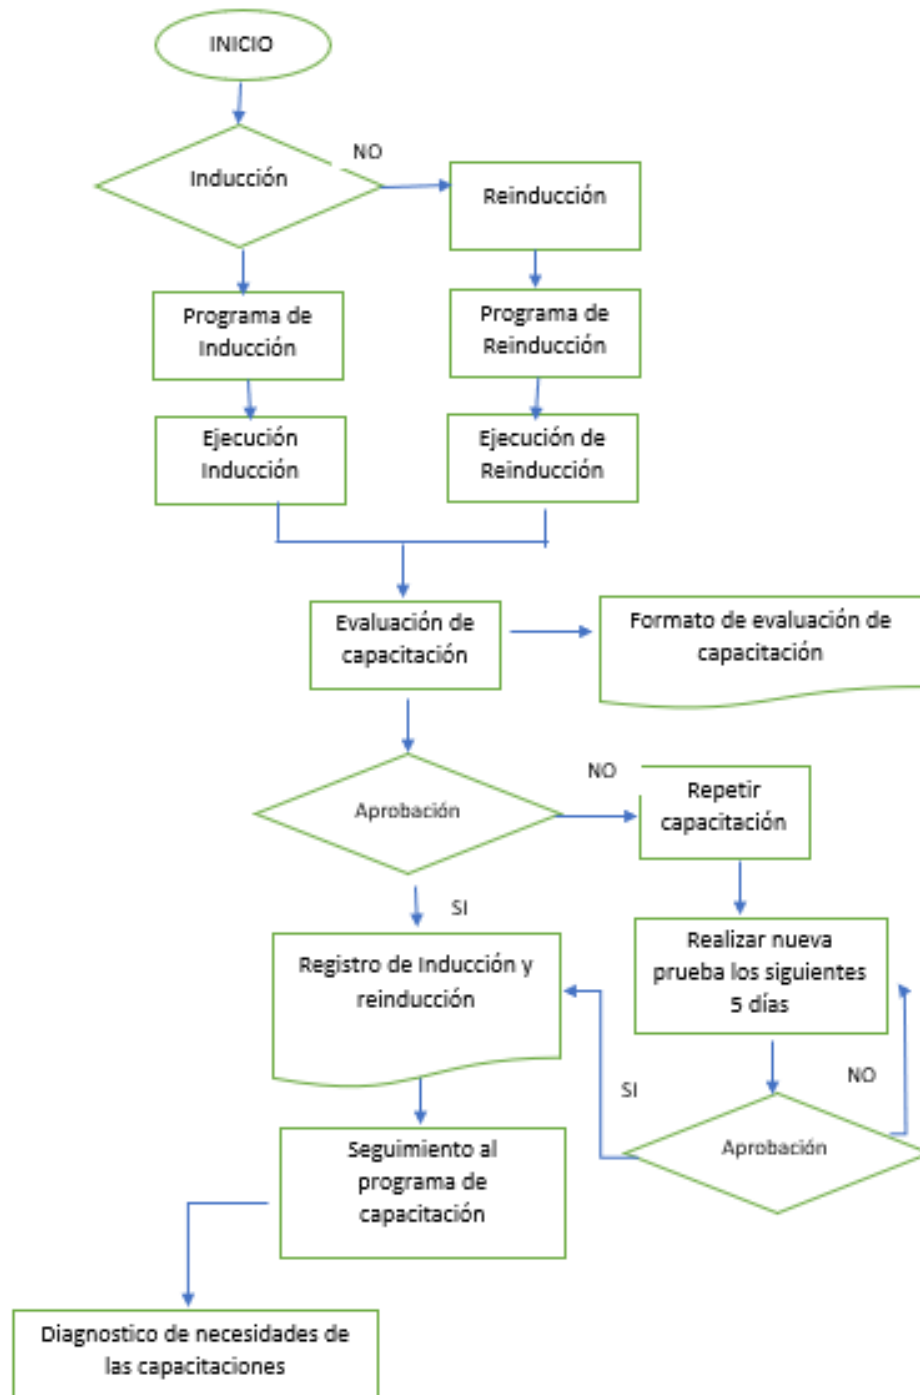 INICIO
NO
Inducción
Reinducción
Programa de
Inducción
Programa de
Reinducción
Ejecución
Inducción
Ejecución de
Reinducción
Evaluación de
capacitación
Formato de evaluación de
capacitación
NO
Aprobación
Repetir
capacitación
SI
Registro de Inducción y
reinducción
Realizar nueva
prueba los siguientes
5 días
NO
SI
Aprobación
Seguimiento al
programa de
capacitación
Diagnostico de necesidades de
las capacitaciones